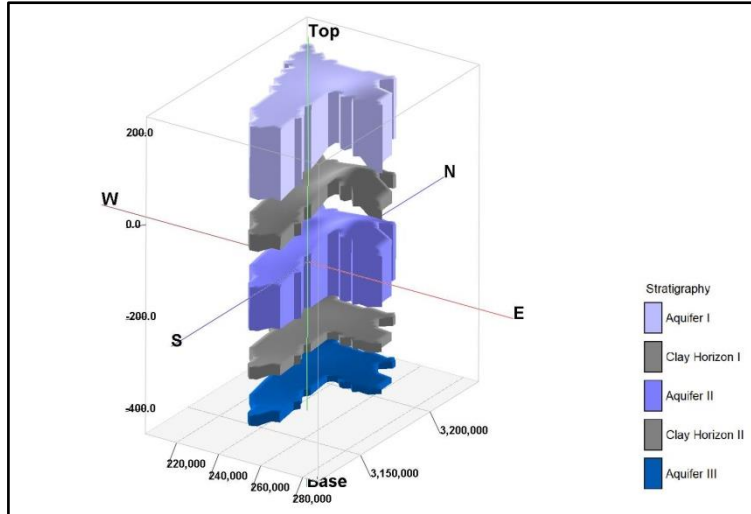 Top
200.0
N
W
0.0
E
S
-200.0
-400.0
3,200,000
220,000
3,150,000
240,000
260,000
Base
280,000
Stratigraphy
Aquifer I
Clay Horizon I
Aquifer II
Clay Horizon II
Aquifer III